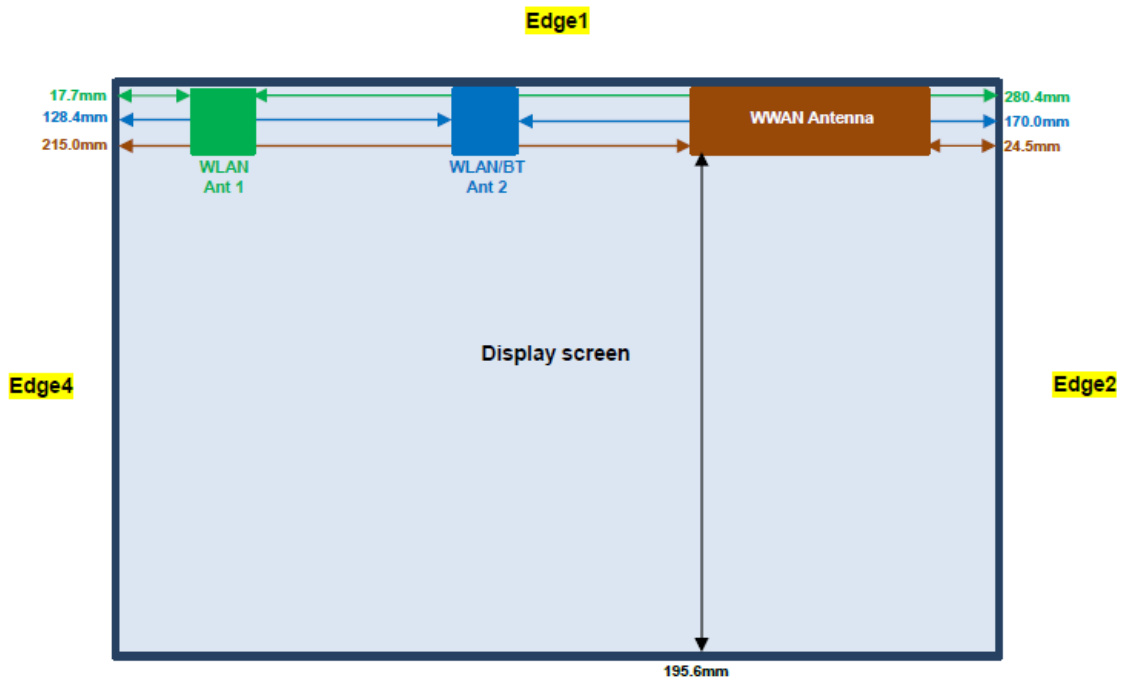 Edge1
17.7mm
280.4mm
128.4mm
WWAN Antenna
170.0mm
215.0mm
24.5mm
WLAN
Ant 1
WLAN/BT
Ant 2
Display screen
Edge4
Edge2
195.6mm